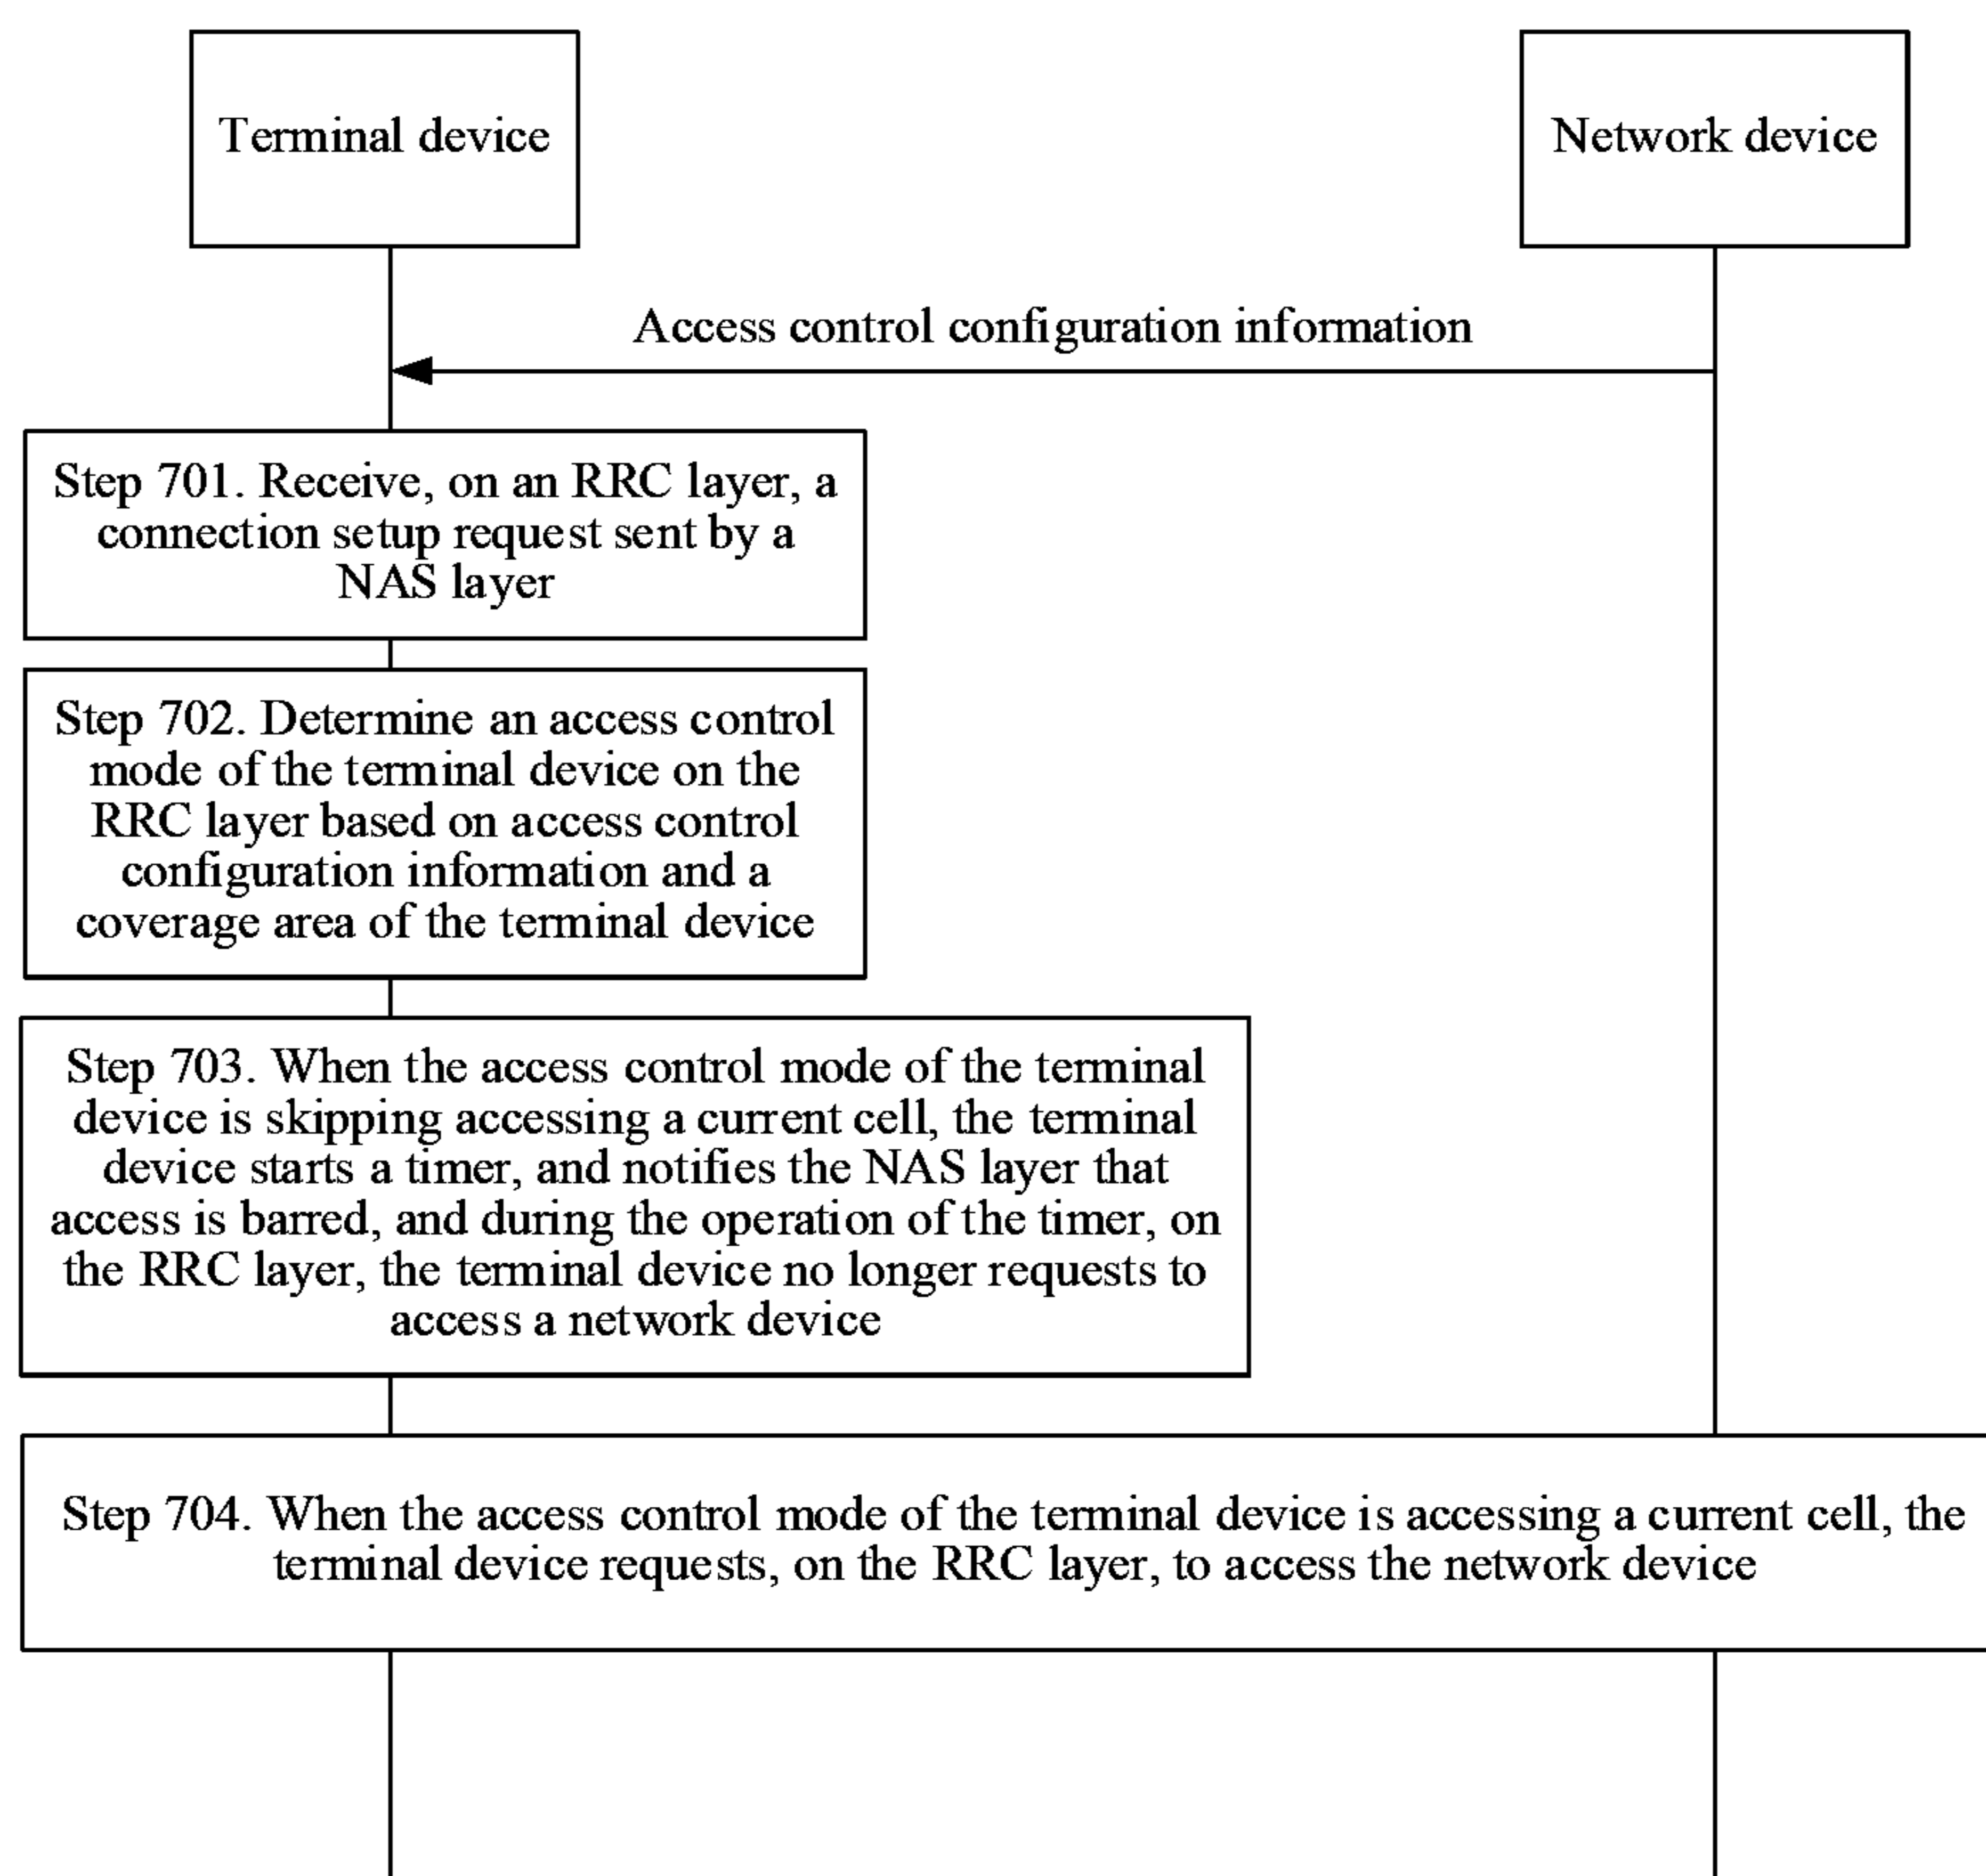 Terminal device
Network device
Access control configuration information
Step 701. Receive, on an RRC layer, a
connection setup request sent by a
NAS layer
Step 702. Determine an access control
mode of the terminal device on the
RRC layer based on access control
configuration information and a
coverage area of the terminal device
Step 703. When the access control mode of the terminal
device is skipping accessing a current cell, the terminal
device starts a timer, and notifies the NAS layer that
access is barred, and during the operation of the timer, on
the RRC layer, the terminal device no longer requests to
access a network device
Step 704. When the access control mode of the terminal device is accessing a current cell, the
terminal device requests, on the RRC layer, to access the network device